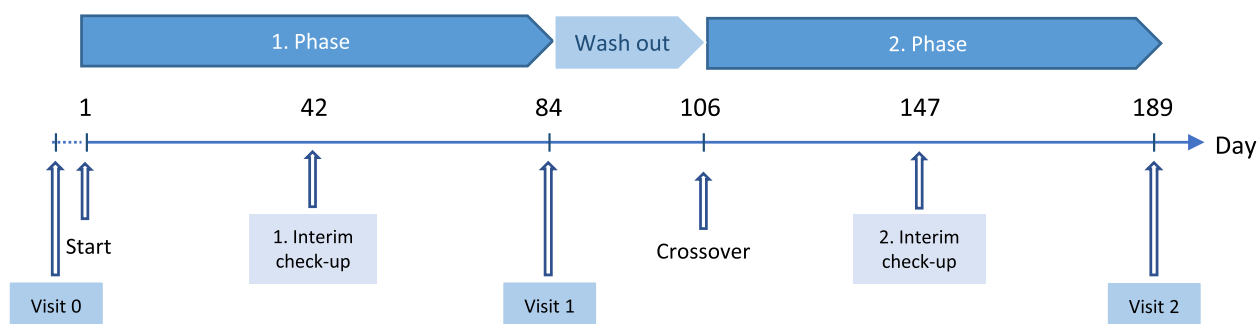 1. Phase
Wash out
2. Phase
1
42
84
106
147
189
Day
Start
1. Interim
check-up
Crossover
2. Interim
check-up
Visit 0
Visit 1
Visit 2